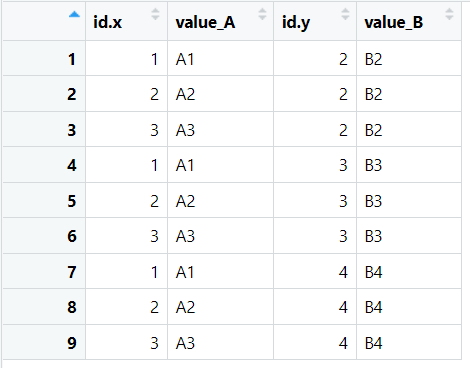 id.x value_A id.y value_B
1 1 A1 2 B2
2 2 A2 2 B2
3 3 A3 2 B2
4 1 A1 3 B3
5 2 A2 3 B3
6 3 A3 3 B3
7 1 A1 4 B4
8 2 A2 4 B4
9 3 A3 4 B4